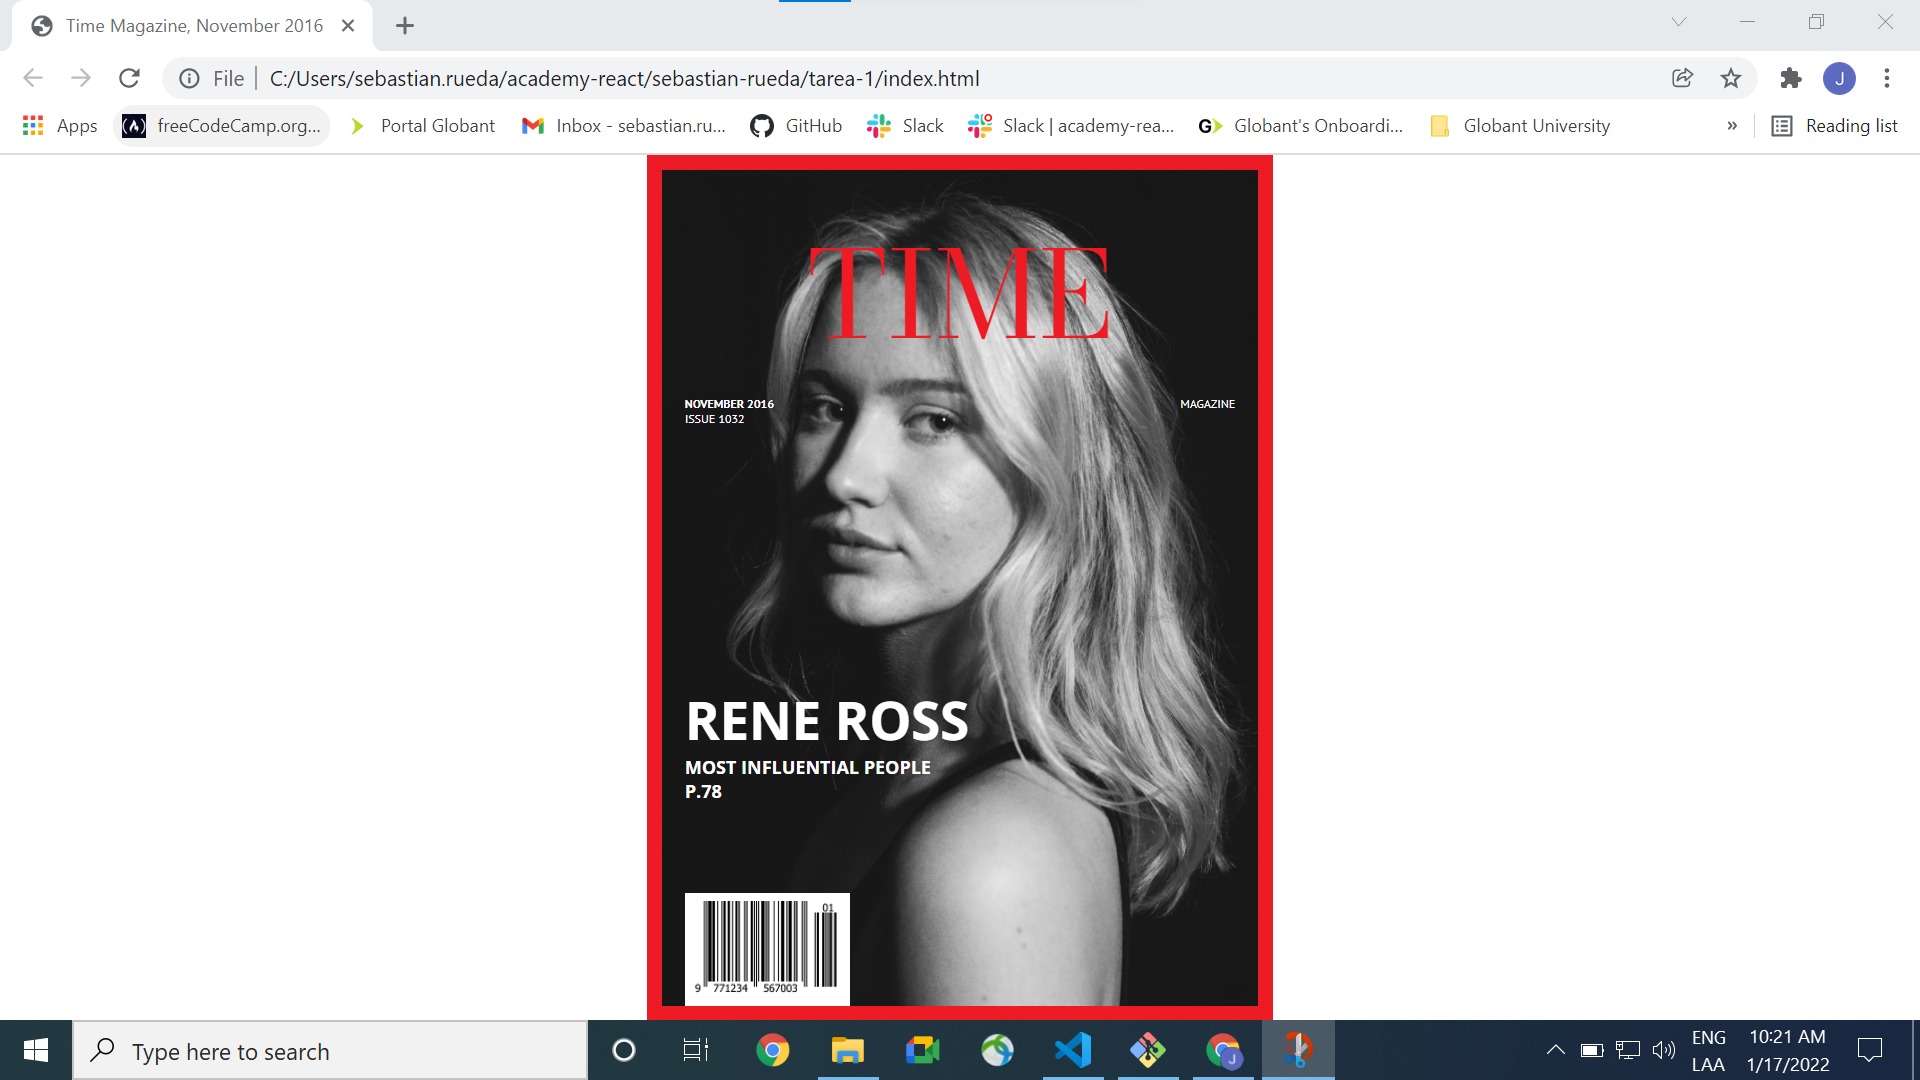 Time Magazine, November 2016
File
C:/Users/sebastian.rueda/academy-react/sebastian-rueda/tarea-1/index.html
J
Apps
freeCodeCamp.org...
Portal Globant
Inbox - sebastian.ru...
GitHub
Slack
Slack | academy-rea...
Globant's Onboardi...
Globant University
»
Reading list
TIME
NOVEMBER 2016
MAGAZINE
ISSUE 1032
RENE ROSS
MOST INFLUENTIAL PEOPLE
P.78
01
9 771234 567003
Type here to search
J
ENG
LAA
10:21 AM
1/17/2022